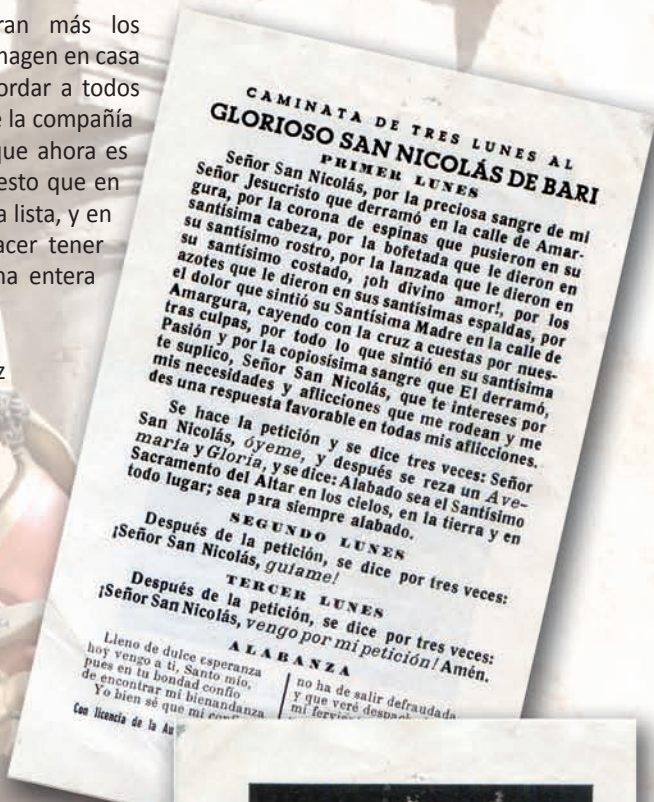 ran más los
magen en casa
ordar a todos
e la compañía
que ahora es
esto que en
a lista, y en
acer tener
na entera
z
CAMINATA DE TRES LUNES AL
GLORIOSO SAN NICOLÁS DE BARI
PRIMER LUNES
Señor San Nicolás, por la preciosa sangre de mi
Señor Jesucristo que derramó en la calle de Amar-
gura, por la corona de espinas que pusieron en su
santísima cabeza, por la bofetada que le dieron en
su santísimo rostro, por la lanzada que le dieron en
su santísimo costado, ¡oh divino amor!, por los
azotes que le dieron en sus santísimas espaldas, por
el dolor que sintió su Santísima Madre en la calle de
Amargura, cayendo con la cruz a cuestas por nues-
tras culpas, por todo lo que sintió en su santísima
Pasión y por la copiosísima sangre que El derramó,
te suplico, Señor San Nicolás, que te intereses por
mis necesidades y aflicciones que me rodean y me
des una respuesta favorable en todas mis aflicciones.
Se hace la petición y se dice tres veces: Señor
San Nicolás, óyeme, y después se reza un Ave-
maría y Gloria, y se dice: Alabado sea el Santísimo
Sacramento del Altar en los cielos, en la tierra y en
todo lugar; sea para siempre alabado.
SEGUNDO LUNES
Después de la petición, se dice por tres veces:
¡Señor San Nicolás, guíame!
TERCER LUNES
Después de la petición, se dice por tres veces:
¡Señor San Nicolás, vengo por mi petición! Amén.
ALABANZA
Lleno de dulce esperanza
hoy vengo a ti, Santo mío,
pues en tu bondad confío
de encontrar mi bienandanza
Yo bien sé que mi
no ha de salir defraudada
y que veré
mi
Con licencia de la